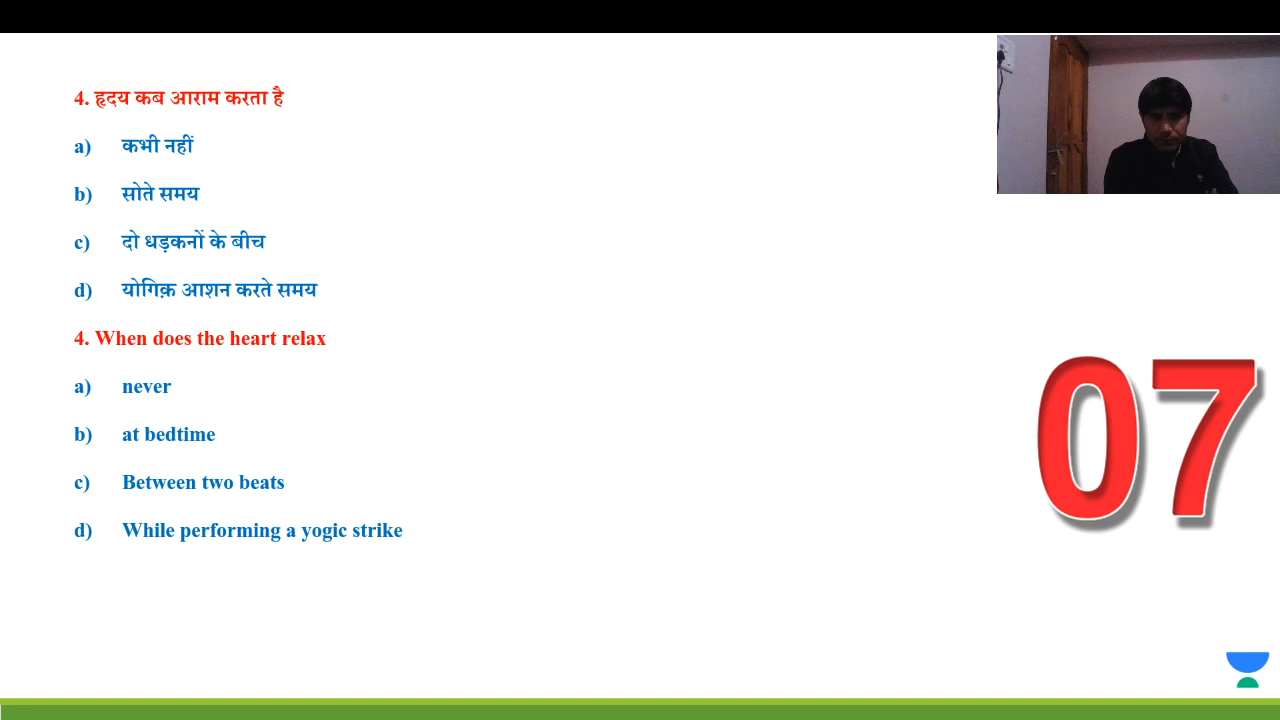 4. हृदय कब आराम करता है
a) कभी नहीं
b) सोते समय
c) दो धड़कनों के बीच
d) योगिक़ आशन करते समय
4. When does the heart relax
a) never
b) at bedtime
c) Between two beats
d) While performing a yogic strike
07